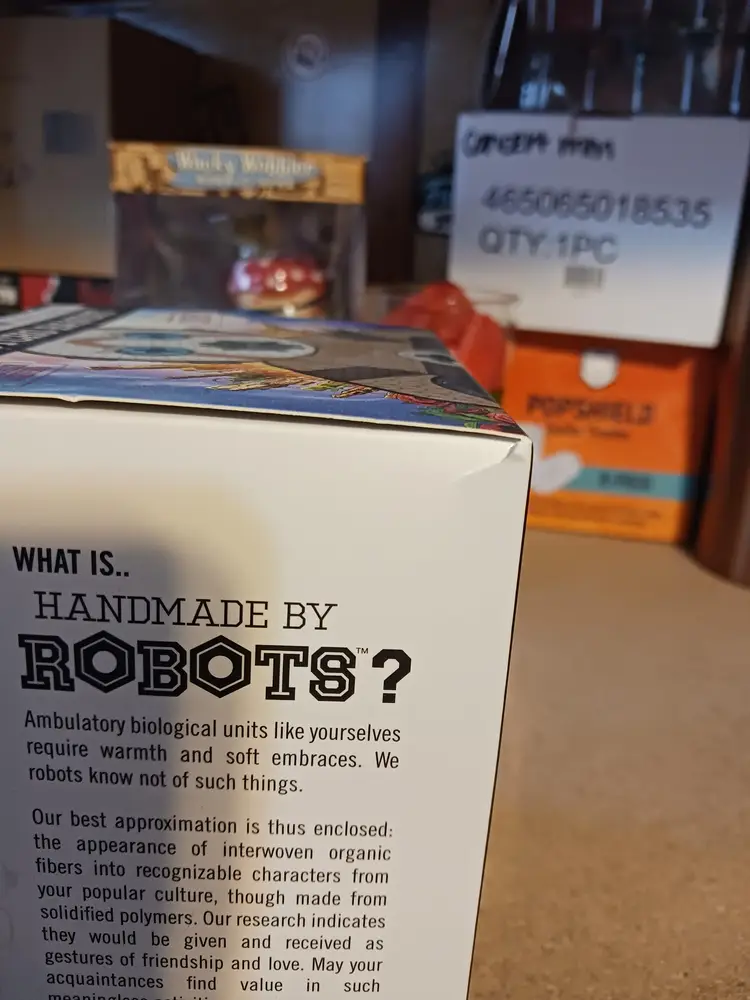 465065018535
QTY:1PC
POPSHIELD
WHAT IS..
HANDMADE BY
ROBOTS™?
Ambulatory biological units like yourselves
require warmth and soft embraces. We
robots know not of such things.
Our best approximation is thus enclosed:
the appearance of interwoven organic
fibers into recognizable characters from
your popular culture, though made from
solidified polymers. Our research indicates
they would be given and received as
gestures of friendship and love. May your
acquaintances find value in such